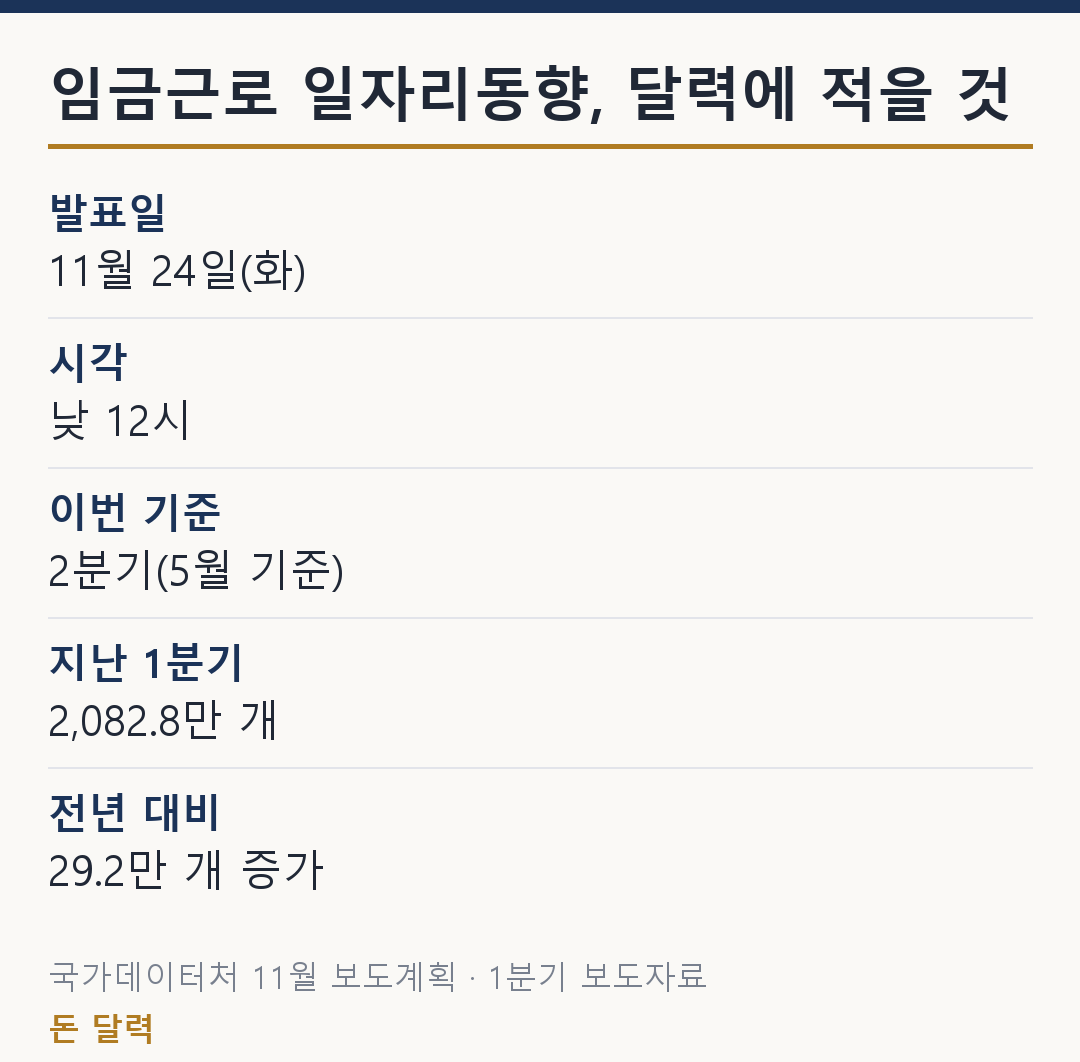 임금근로 일자리동향, 달력에 적을 것
발표일
11월 24일(화)
시각
낮 12시
이번 기준
2분기(5월 기준)
지난 1분기
2,082.8만 개
전년 대비
29.2만 개 증가
국가데이터처 11월 보도계획 · 1분기 보도자료
돈 달력